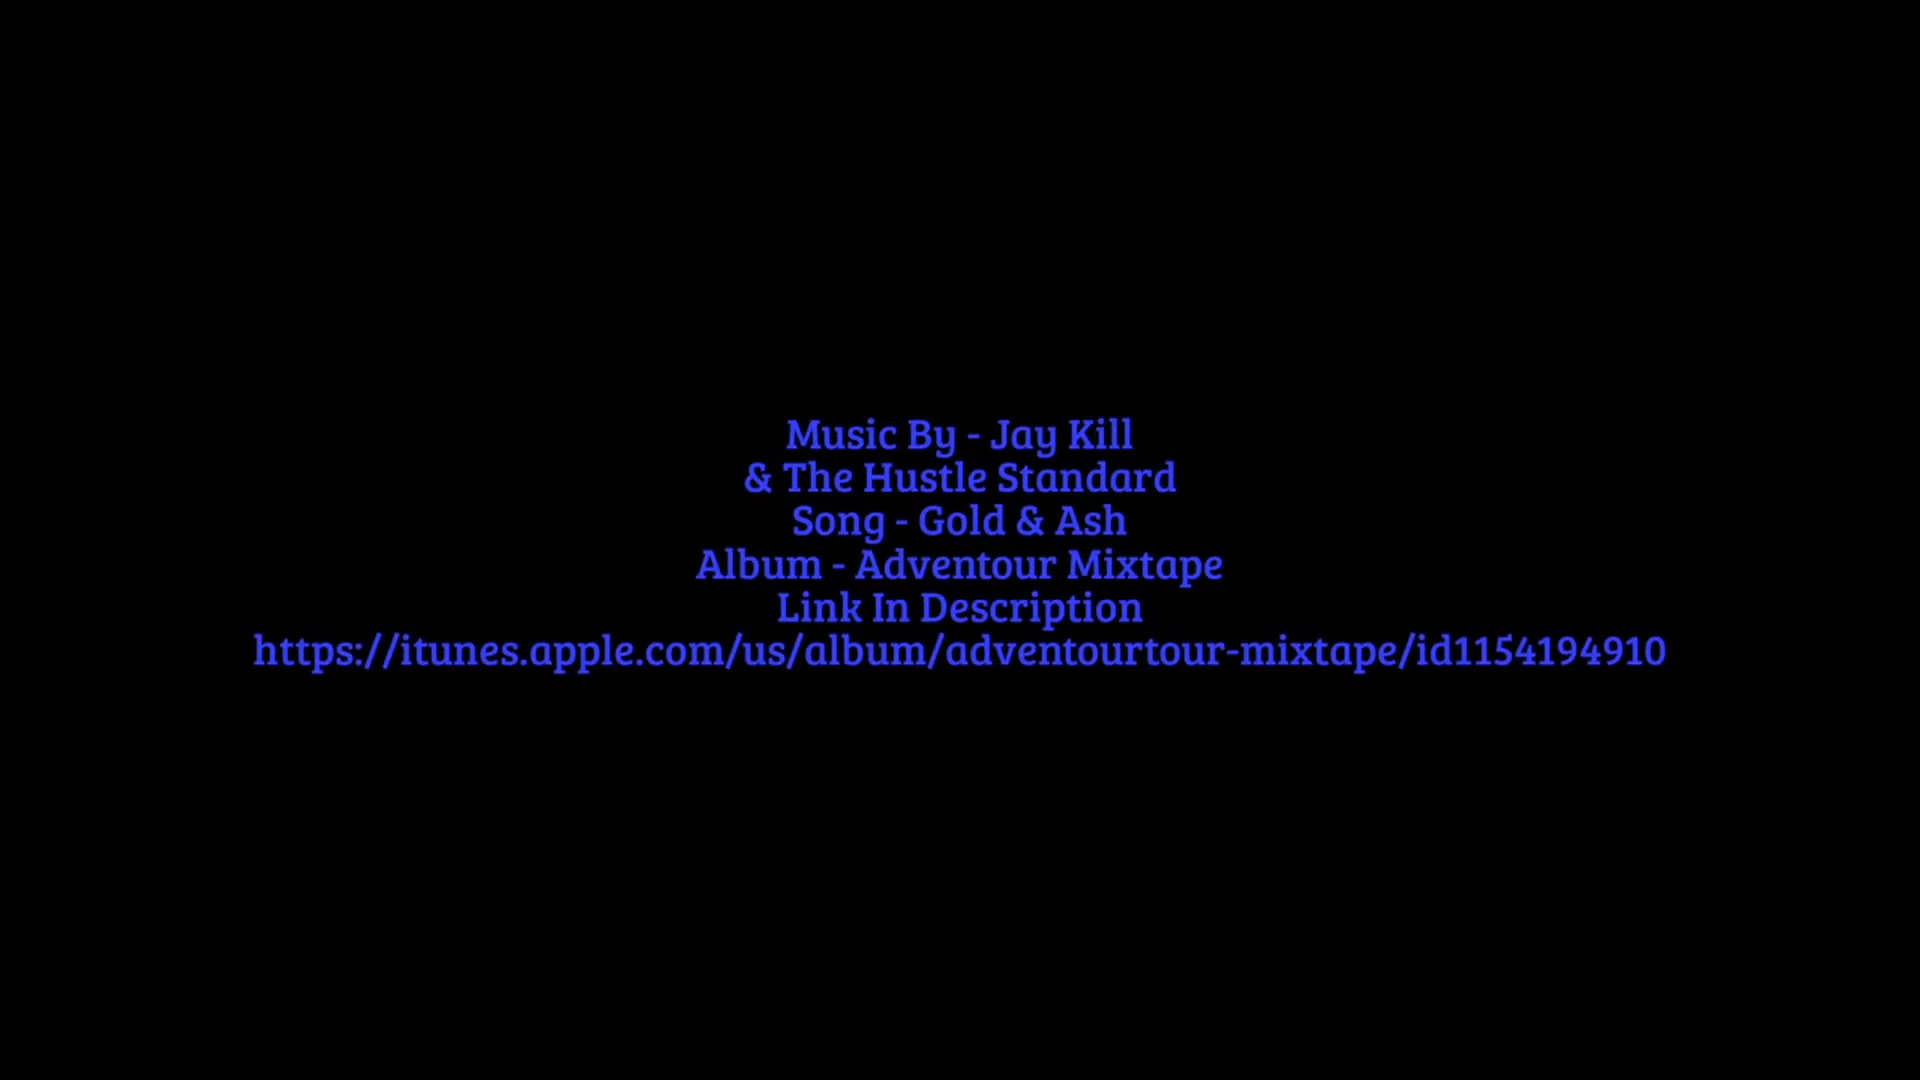 Music By - Jay Kill
& The Hustle Standard
Song - Gold & Ash
Album - Adventour Mixtape
Link In Description
https://itunes.apple.com/us/album/adventourtour-mixtape/id1154194910